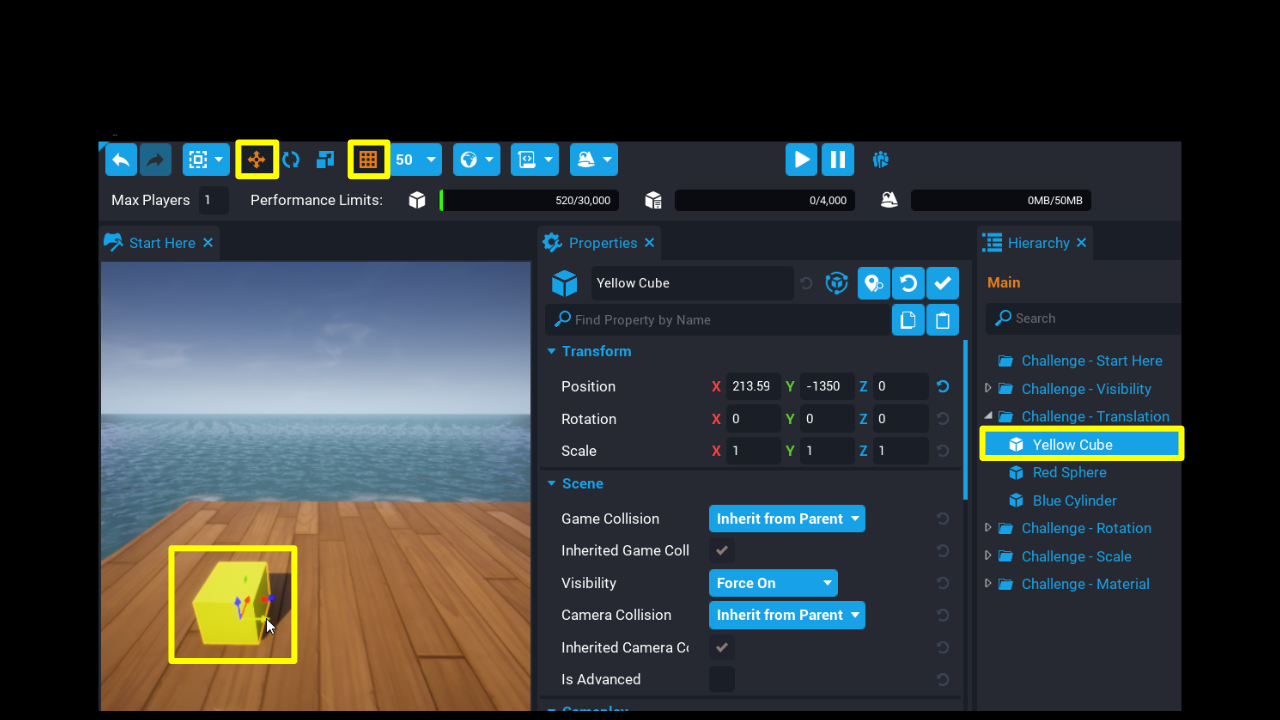 50
Max Players 1 Performance Limits: 520/30,000 0/4,000 0MB/50MB
Start Here
Properties
Hierarchy
Yellow Cube
Main
Find Property by Name
Search
Transform
Position X 213.59 Y -1350 Z 0
Rotation X 0 Y 0 Z 0
Scale X 1 Y 1 Z 1
Scene
Game Collision Inherit from Parent
Inherited Game Coll
Visibility Force On
Camera Collision Inherit from Parent
Inherited Camera Co
Is Advanced
Gameplay
Challenge - Start Here
Challenge - Visibility
Challenge - Translation
Yellow Cube
Red Sphere
Blue Cylinder
Challenge - Rotation
Challenge - Scale
Challenge - Material